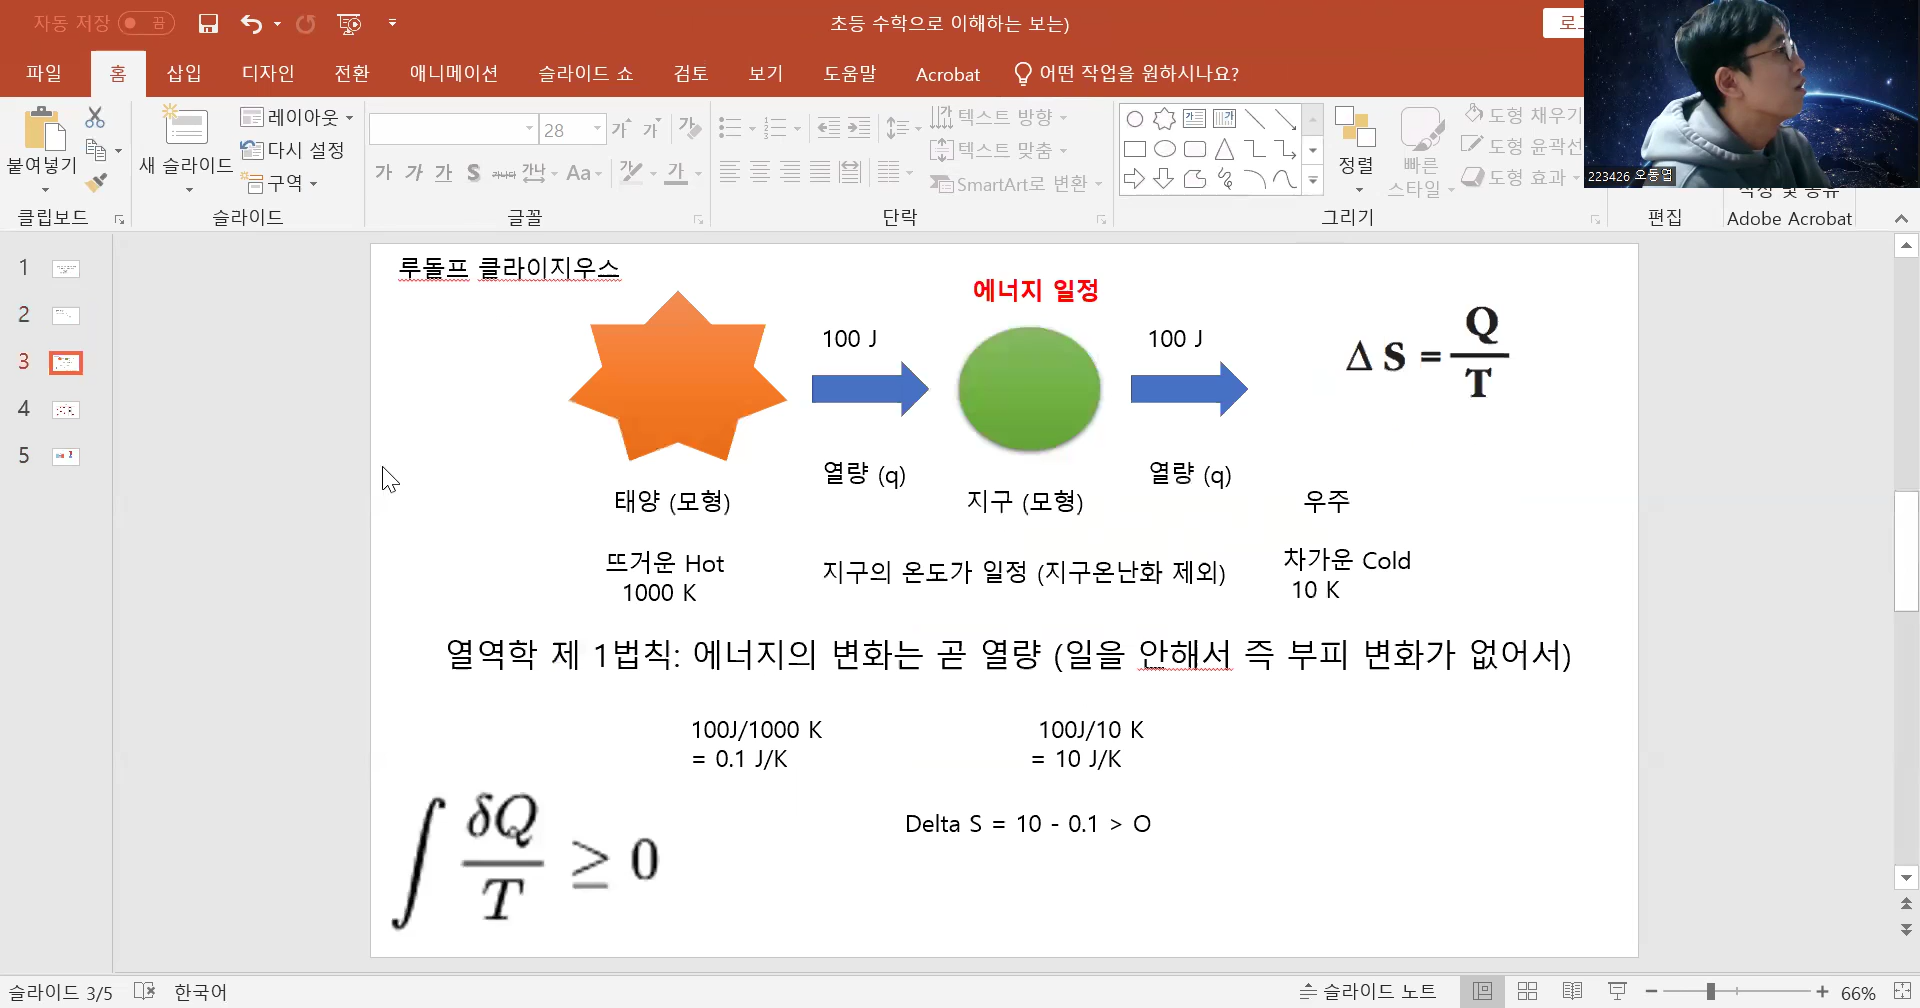 자동 저장 끔
초등 수학으로 이해하는 보는)
파일 홈 삽입 디자인 전환 애니메이션 슬라이드 쇼 검토 보기 도움말 Acrobat 어떤 작업을 원하시나요?
붙여넣기
새 슬라이드
레이아웃
다시 설정
구역
28
가 가 가 S 가나다 간나 Aa 가
텍스트 방향
텍스트 맞춤
SmartArt로 변환
정렬
빠른
스타일
도형 채우기
도형 윤곽선
도형 효과
223426 오동엽
클립보드 슬라이드 글꼴 단락 그리기 편집 Adobe Acrobat
1
2
3
4
5
루돌프 클라이지우스
에너지 일정
100 J
100 J
Δ S = Q/T
열량 (q)
열량 (q)
태양 (모형)
지구 (모형)
우주
뜨거운 Hot
1000 K
지구의 온도가 일정 (지구온난화 제외)
차가운 Cold
10 K
열역학 제 1법칙: 에너지의 변화는 곧 열량 (일을 안해서 즉 부피 변화가 없어서)
100J/1000 K
= 0.1 J/K
100J/10 K
= 10 J/K
Delta S = 10 - 0.1 > O
∫ δQ/T ≥ 0
슬라이드 3/5 한국어 슬라이드 노트 66%